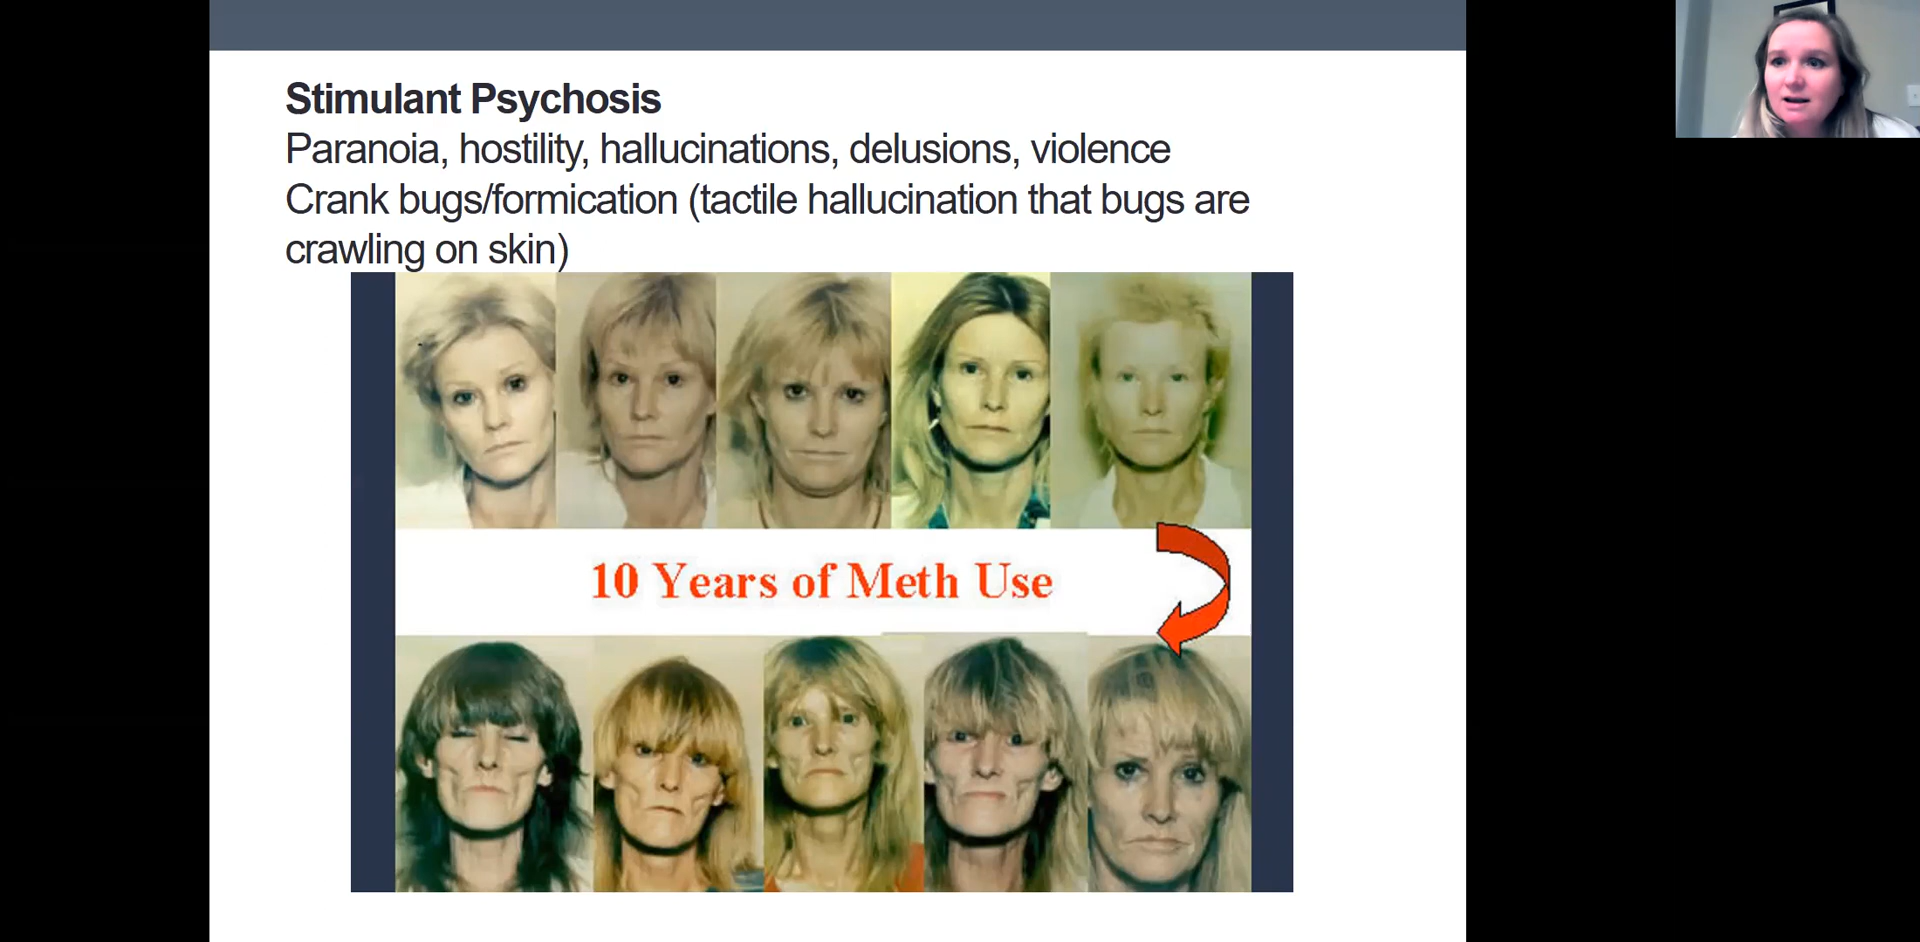 Stimulant Psychosis
Paranoia, hostility, hallucinations, delusions, violence
Crank bugs/formication (tactile hallucination that bugs are
crawling on skin)
10 Years of Meth Use